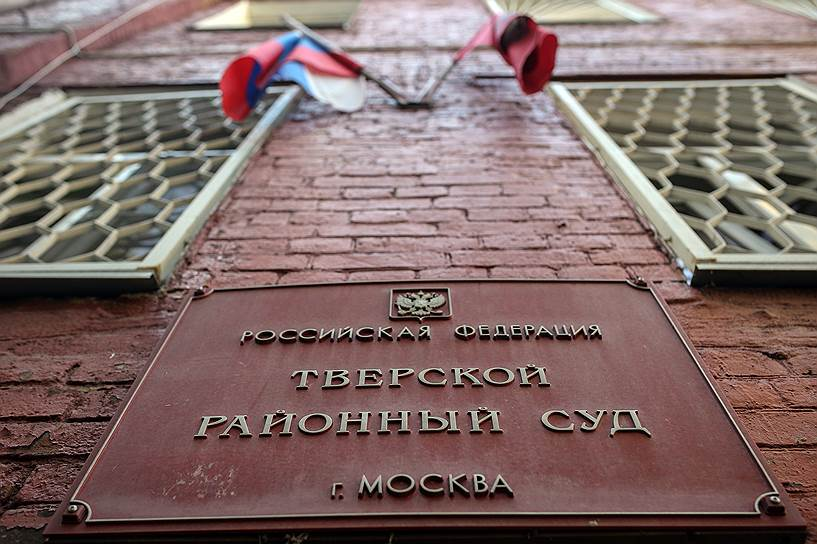 РОССИЙСКАЯ ФЕДЕРАЦИЯ
ТВЕРСКОЙ
РАЙОННЫЙ СУД
г. МОСКВА